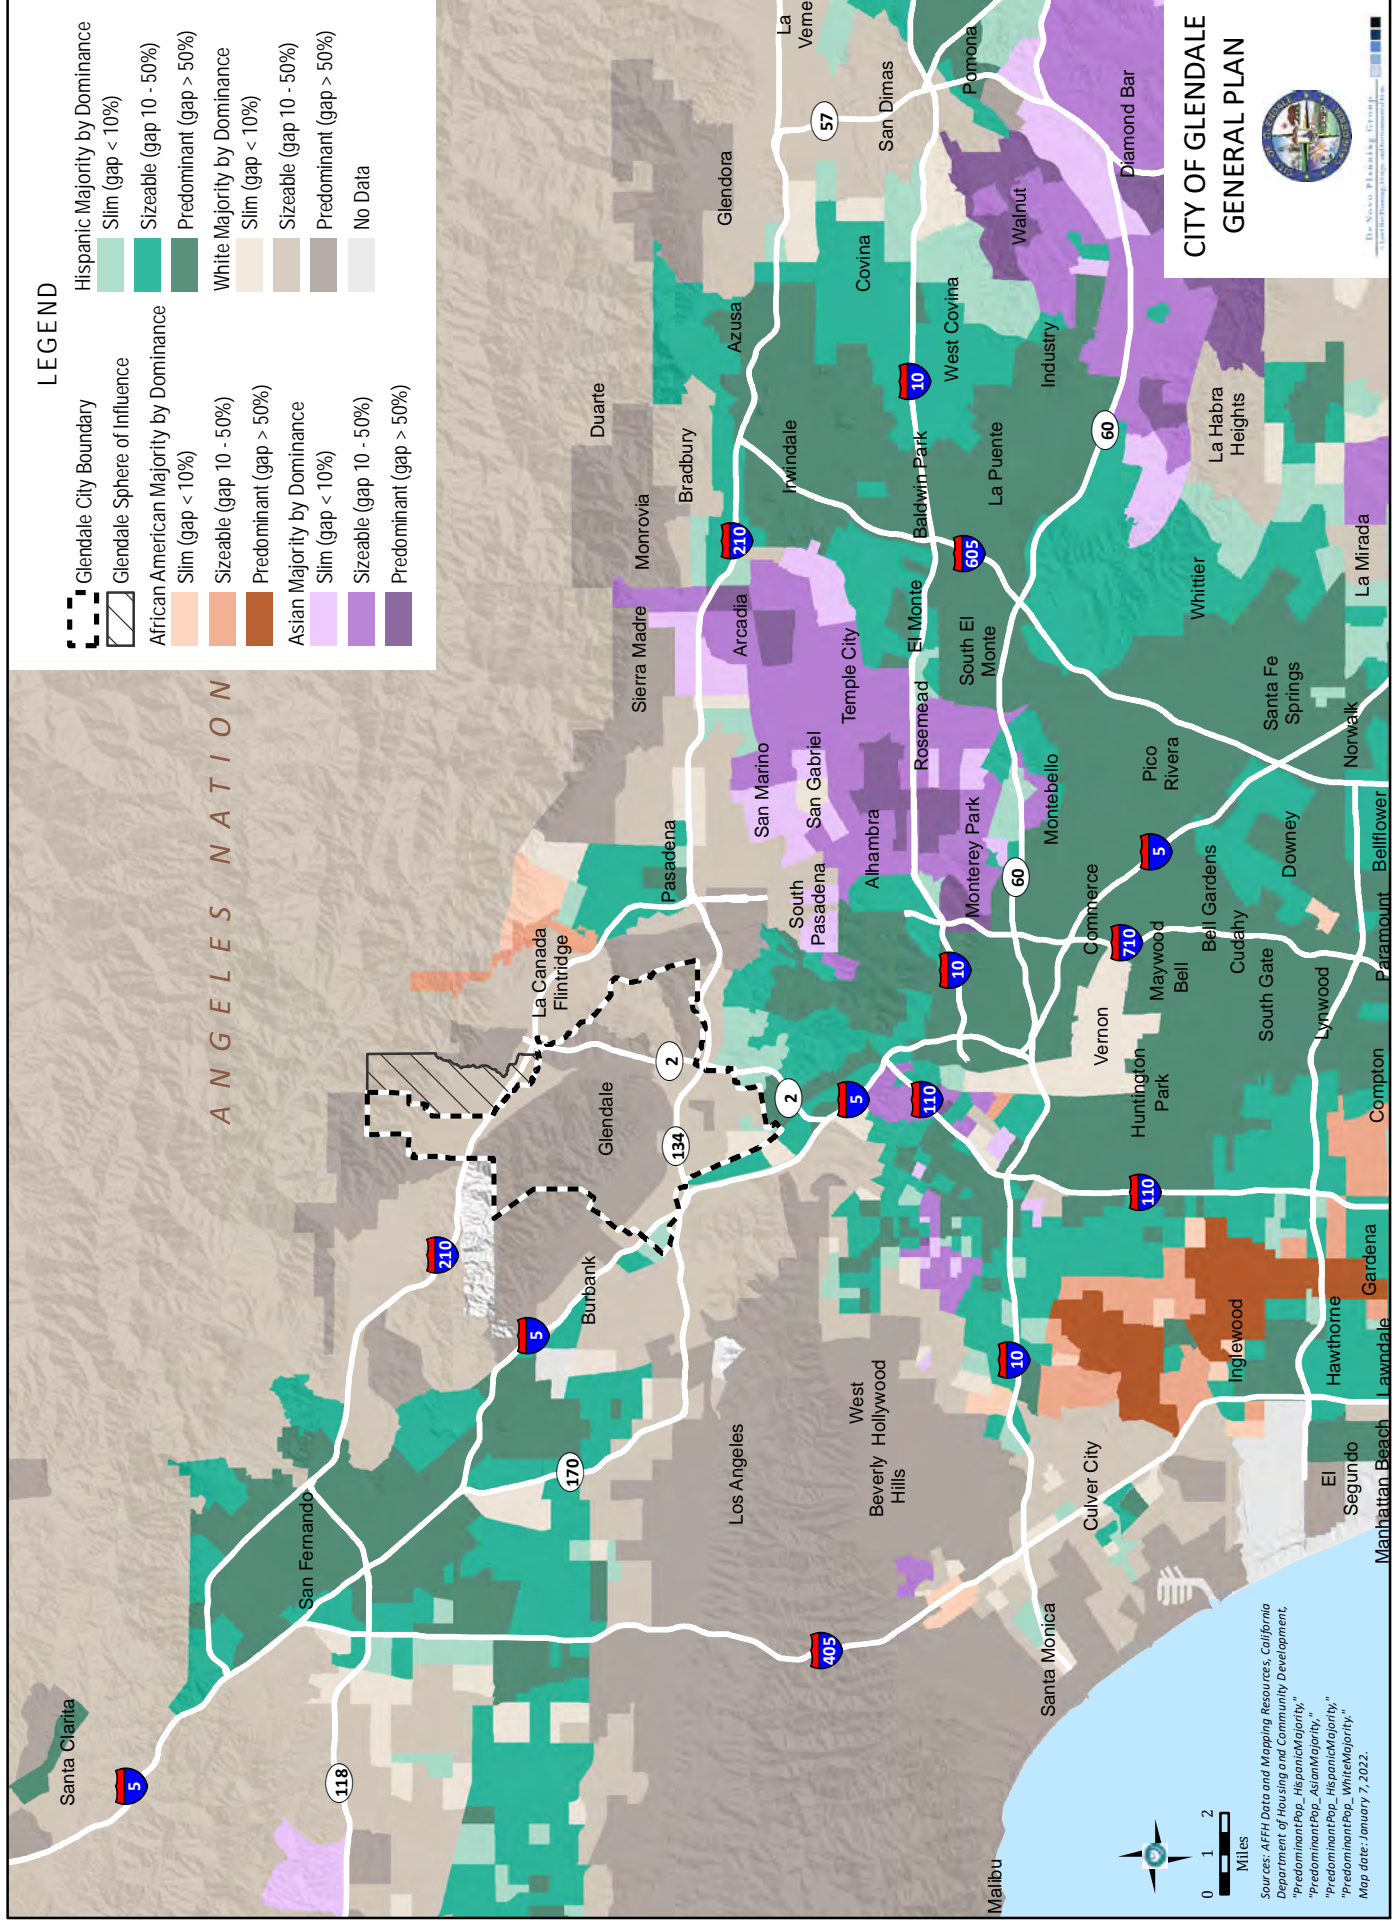 LEGEND
Glendale City Boundary
Glendale Sphere of Influence
African American Majority by Dominance
Slim (gap < 10%)
Sizeable (gap 10 - 50%)
Predominant (gap > 50%)
Asian Majority by Dominance
Slim (gap < 10%)
Sizeable (gap 10 - 50%)
Predominant (gap > 50%)
Hispanic Majority by Dominance
Slim (gap < 10%)
Sizeable (gap 10 - 50%)
Predominant (gap > 50%)
White Majority by Dominance
Slim (gap < 10%)
Sizeable (gap 10 - 50%)
Predominant (gap > 50%)
No Data
ANGELES NATION
Santa Clarita
5
118
San Fernando
210
5
170
Burbank
Glendale
La Canada
Flintridge
2
134
2
Pasadena
Sierra Madre
Monrovia
Duarte
Bradbury
210
Arcadia
Azusa
Glendora
La
Verne
57
San Dimas
Pomona
Irwindale
Covina
10
Baldwin Park
West Covina
Walnut
Diamond Bar
Industry
La Puente
605
60
La Habra
Heights
San Marino
San Gabriel
Temple City
El Monte
South El
Monte
Rosemead
South
Pasadena
Alhambra
Monterey Park
Montebello
60
10
5
110
Los Angeles
West
Hollywood
Beverly
Hills
405
Santa Monica
Malibu
Culver City
10
110
Vernon
Huntington
Park
Commerce
710
Maywood
Bell
Bell Gardens
Cudahy
South Gate
Lynwood
5
Pico
Rivera
Whittier
Santa Fe
Springs
Downey
Norwalk
La Mirada
Bellflower
Paramount
Compton
Gardena
Inglewood
Hawthorne
Lawndale
El
Segundo
Manhattan Beach
0 1 2
Miles
Sources: AFFH Data and Mapping Resources, California
Department of Housing and Community Development,
"PredominantPop_HispanicMajority,"
"PredominantPop_AsianMajority,"
"PredominantPop_HispanicMajority,"
"PredominantPop_WhiteMajority."
Map date: January 7, 2022.
CITY OF GLENDALE
GENERAL PLAN
De Novo Planning Group